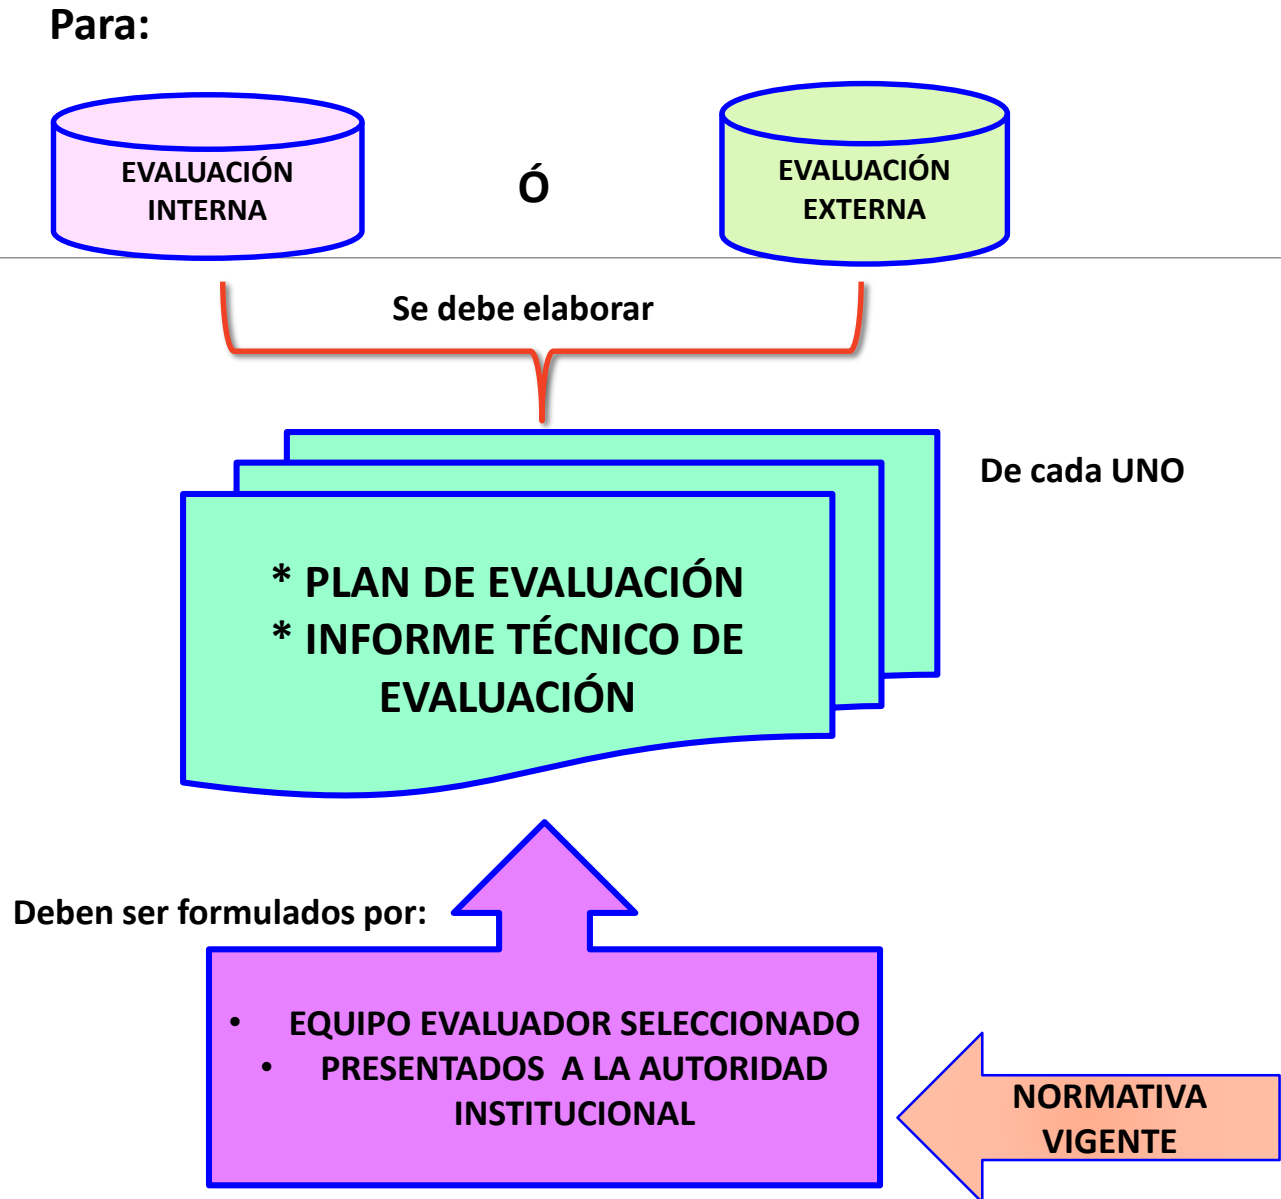 Para:
EVALUACIÓN
INTERNA
Ó
EVALUACIÓN
EXTERNA
Se debe elaborar
De cada UNO
* PLAN DE EVALUACIÓN
* INFORME TÉCNICO DE
EVALUACIÓN
Deben ser formulados por:
• EQUIPO EVALUADOR SELECCIONADO
• PRESENTADOS A LA AUTORIDAD
INSTITUCIONAL
NORMATIVA
VIGENTE